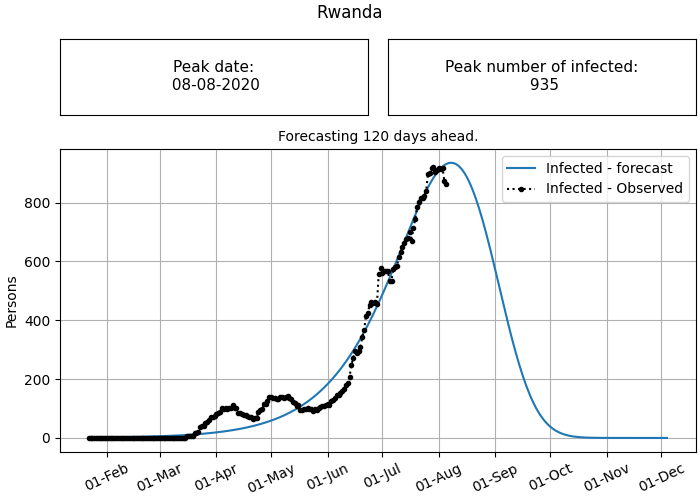 Rwanda
Peak date:
08-08-2020
Peak number of infected:
935
Forecasting 120 days ahead.
Infected - forecast
Infected - Observed
Persons
800
600
400
200
0
01-Feb
01-Mar
01-Apr
01-May
01-Jun
01-Jul
01-Aug
01-Sep
01-Oct
01-Nov
01-Dec